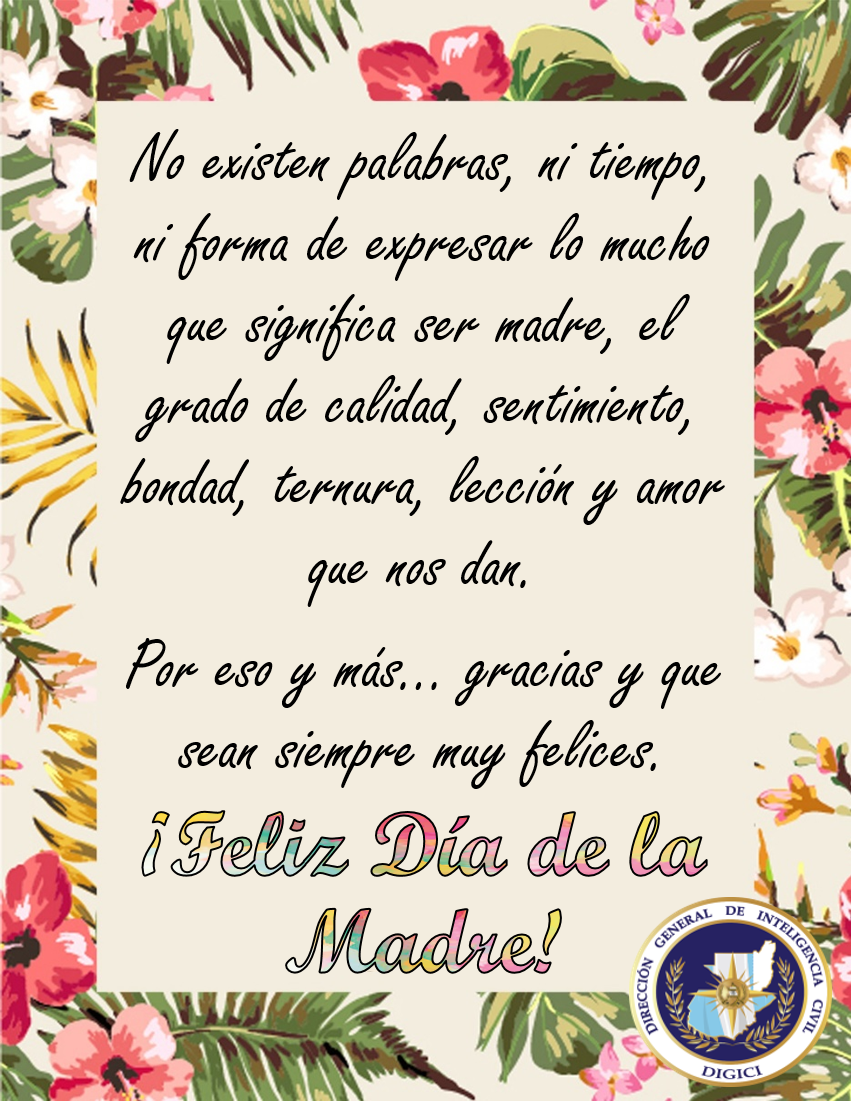 No existen palabras, ni tiempo,
ni forma de expresar lo mucho
que significa ser madre, el
grado de calidad, sentimiento,
bondad, ternura, lección y amor
que nos dan.
Por eso y más... gracias y que
sean siempre muy felices.
¡Feliz Día de la
Madre!
DIRECCIÓN GENERAL DE INTELIGENCIA CIVIL
DIGICI